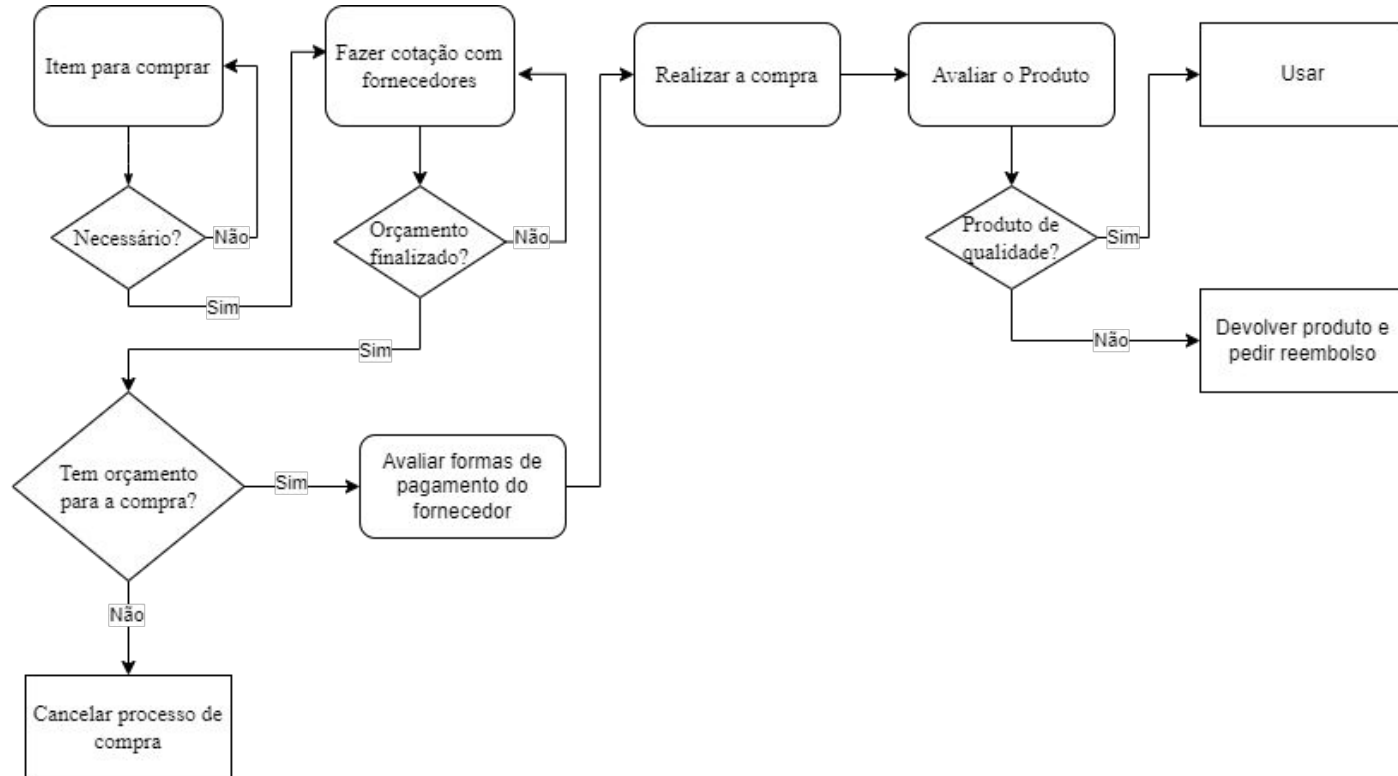 Item para comprar
Necessário?
Não
Sim
Fazer cotação com
fornecedores
Orçamento
finalizado?
Não
Sim
Tem orçamento
para a compra?
Sim
Não
Cancelar processo de
compra
Avaliar formas de
pagamento do
fornecedor
Realizar a compra
Avaliar o Produto
Produto de
qualidade?
Sim
Não
Usar
Devolver produto e
pedir reembolso